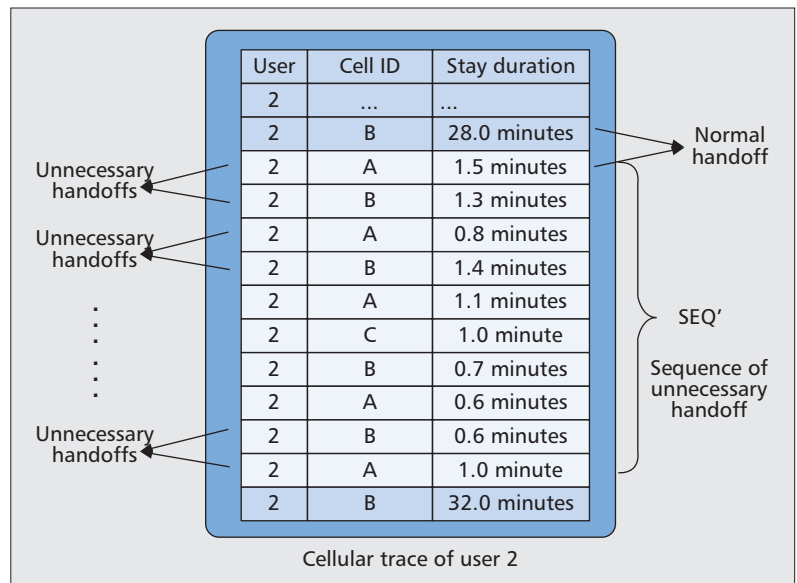 User Cell ID Stay duration
2 ... ...
2 B 28.0 minutes
2 A 1.5 minutes
2 B 1.3 minutes
2 A 0.8 minutes
2 B 1.4 minutes
2 A 1.1 minutes
2 C 1.0 minute
2 B 0.7 minutes
2 A 0.6 minutes
2 B 0.6 minutes
2 A 1.0 minute
2 B 32.0 minutes
Unnecessary
handoffs
Unnecessary
handoffs
Unnecessary
handoffs
Normal
handoff
SEQ’
Sequence of
unnecessary
handoff
Cellular trace of user 2